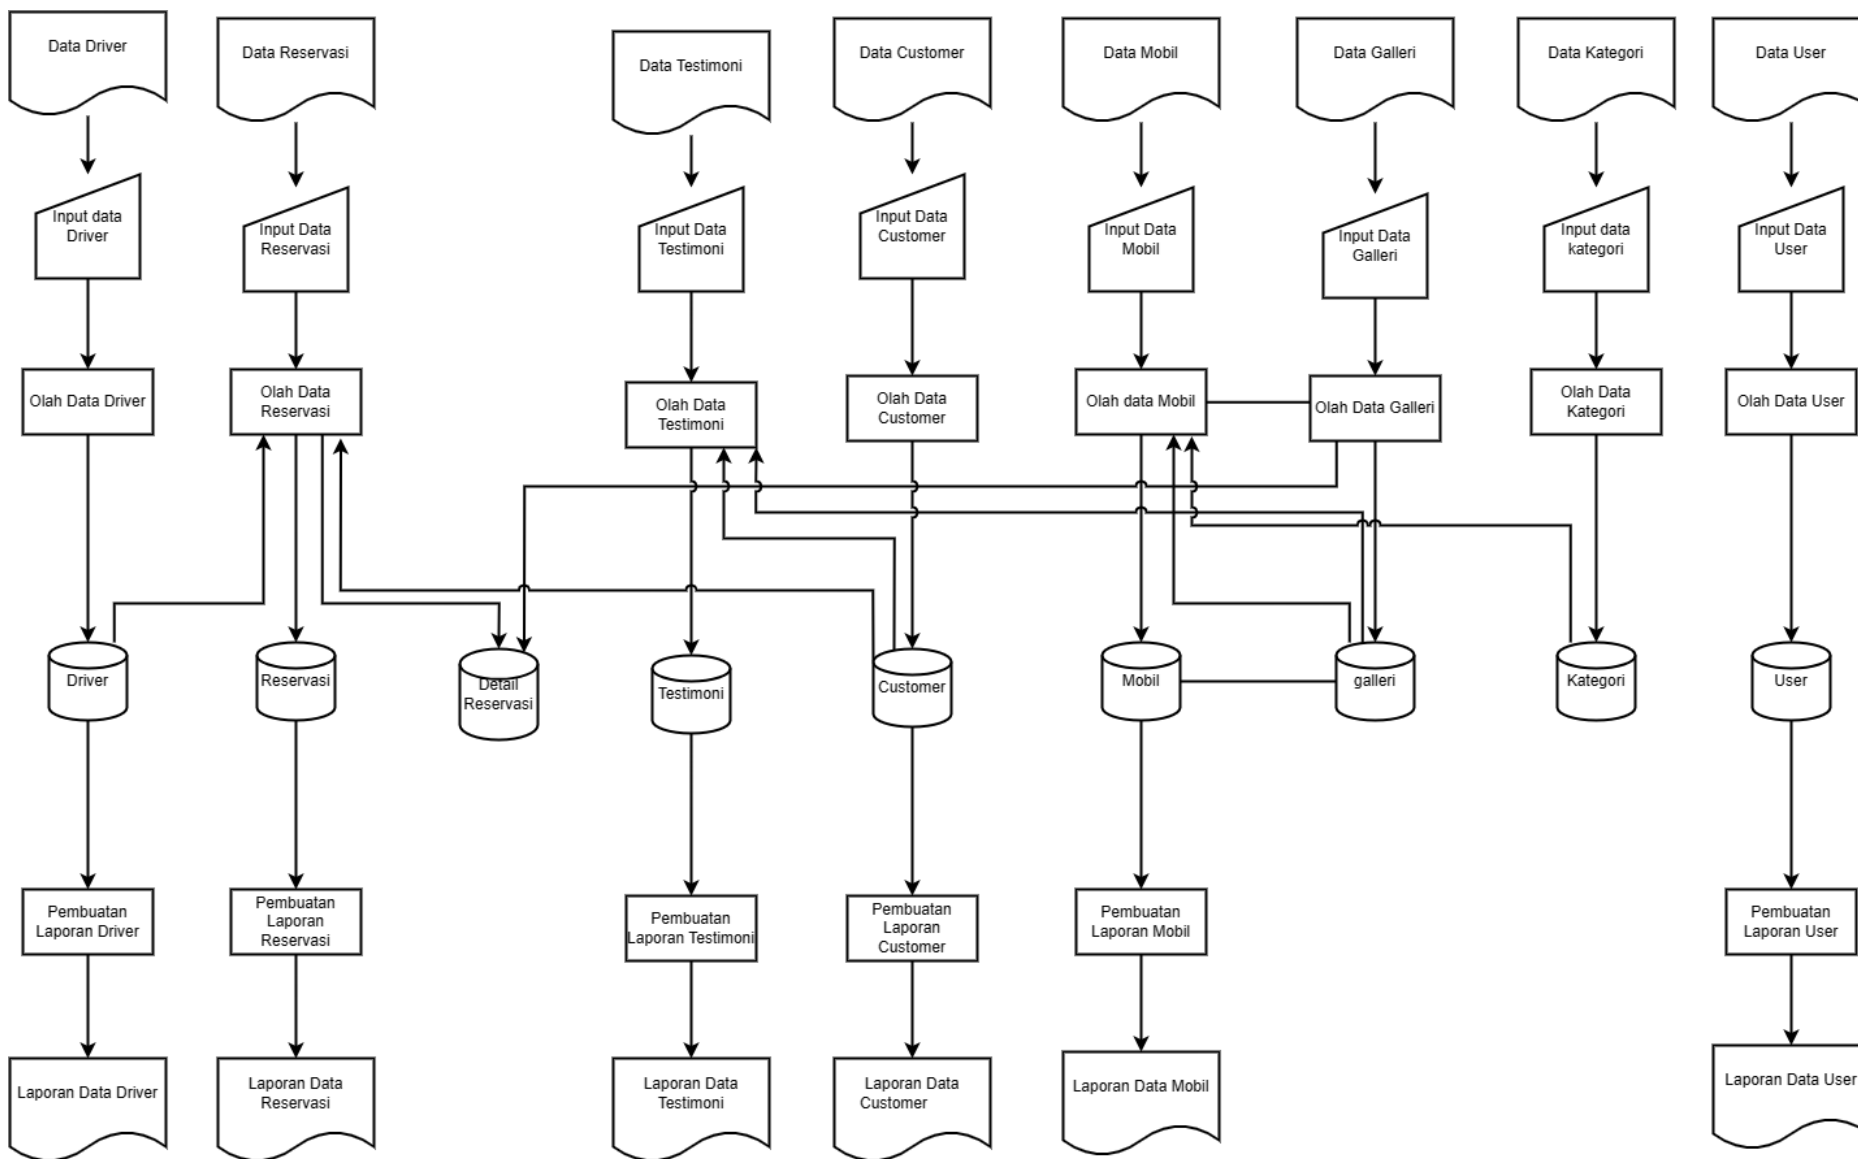 Data Driver
Data Reservasi
Data Testimoni
Data Customer
Data Mobil
Data Galleri
Data Kategori
Data User
Input data
Driver
Input Data
Reservasi
Input Data
Testimoni
Input Data
Customer
Input Data
Mobil
Input Data
Galleri
Input data
kategori
Input Data
User
Olah Data Driver
Olah Data
Reservasi
Olah Data
Testimoni
Olah Data
Customer
Olah data Mobil
Olah Data Galleri
Olah Data
Kategori
Olah Data User
Driver
Reservasi
Detail
Reservasi
Testimoni
Customer
Mobil
galleri
Kategori
User
Pembuatan
Laporan Driver
Pembuatan
Laporan
Reservasi
Pembuatan
Laporan Testimoni
Pembuatan
Laporan
Customer
Pembuatan
Laporan Mobil
Pembuatan
Laporan User
Laporan Data Driver
Laporan Data
Reservasi
Laporan Data
Testimoni
Laporan Data
Customer
Laporan Data Mobil
Laporan Data User